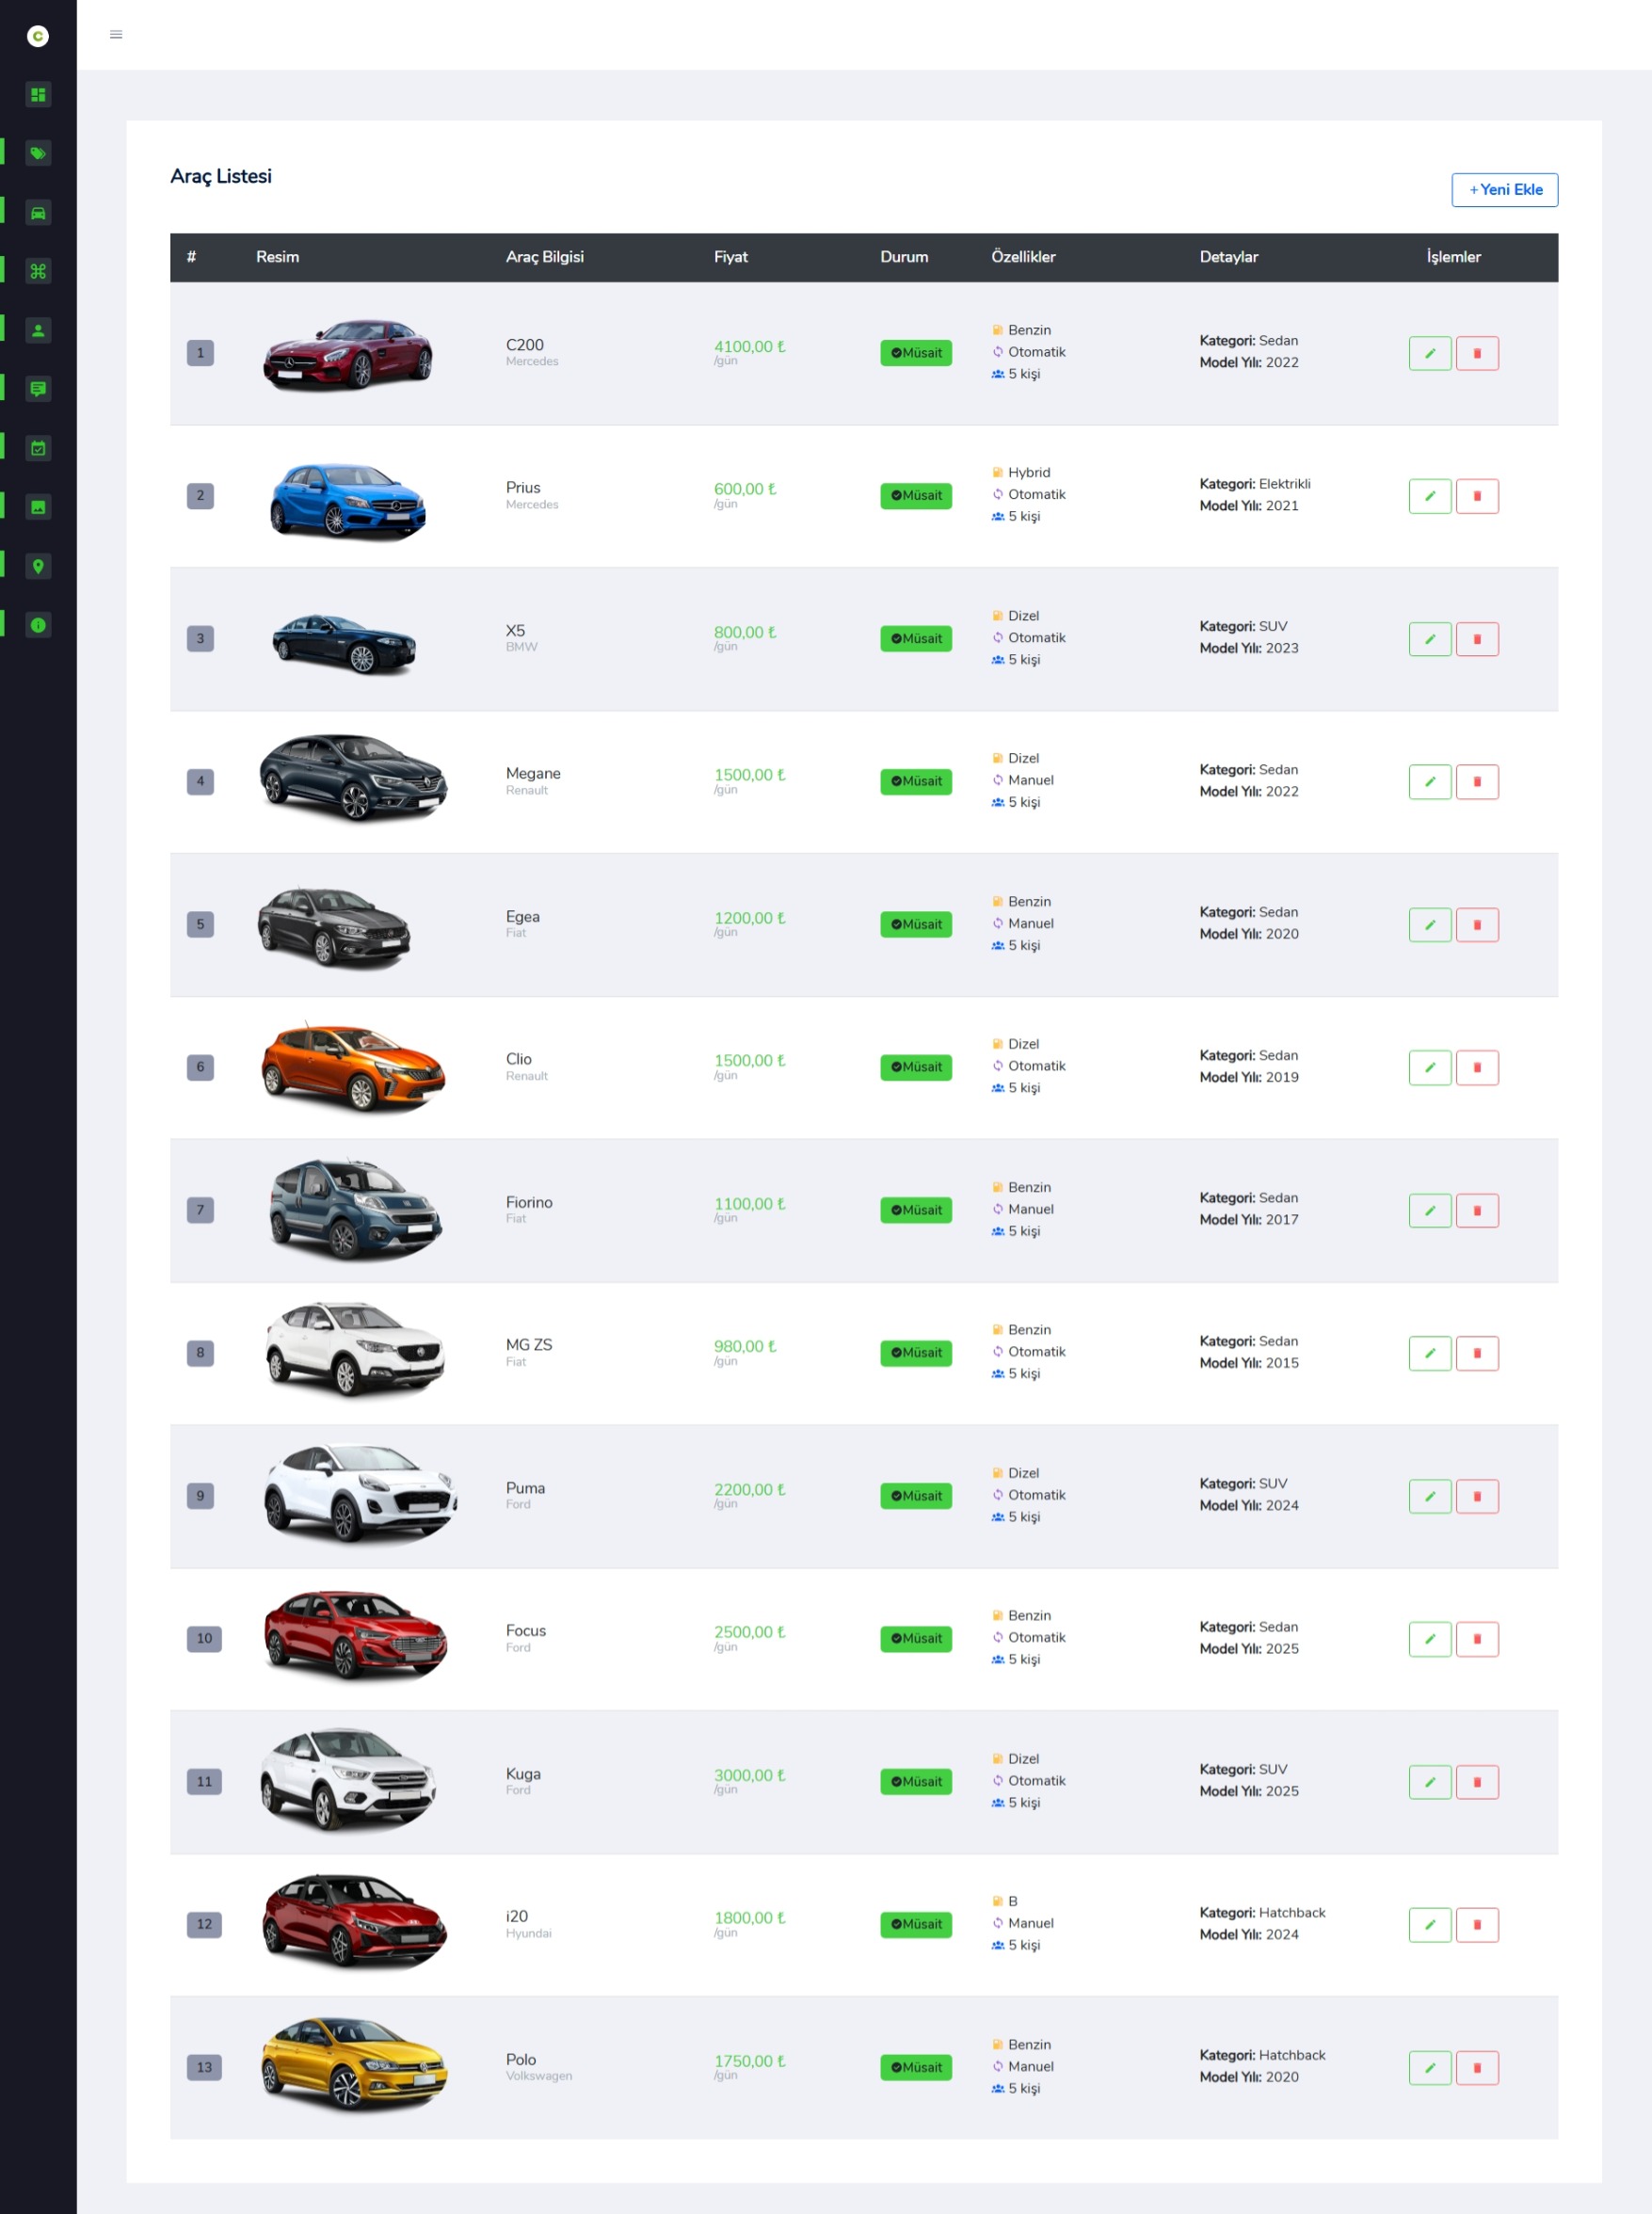 C
Araç Listesi
+ Yeni Ekle
# Resim Araç Bilgisi Fiyat Durum Özellikler Detaylar İşlemler
1 C200 Mercedes 4100,00 ₺ /gün Müsait Benzin Otomatik 5 kişi Kategori: Sedan Model Yılı: 2022
2 Prius Mercedes 600,00 ₺ /gün Müsait Hybrid Otomatik 5 kişi Kategori: Elektrikli Model Yılı: 2021
3 X5 BMW 800,00 ₺ /gün Müsait Dizel Otomatik 5 kişi Kategori: SUV Model Yılı: 2023
4 Megane Renault 1500,00 ₺ /gün Müsait Dizel Manuel 5 kişi Kategori: Sedan Model Yılı: 2022
5 Egea Fiat 1200,00 ₺ /gün Müsait Benzin Manuel 5 kişi Kategori: Sedan Model Yılı: 2020
6 Clio Renault 1500,00 ₺ /gün Müsait Dizel Otomatik 5 kişi Kategori: Sedan Model Yılı: 2019
7 Fiorino Fiat 1100,00 ₺ /gün Müsait Benzin Manuel 5 kişi Kategori: Sedan Model Yılı: 2017
8 MG ZS Fiat 980,00 ₺ /gün Müsait Benzin Otomatik 5 kişi Kategori: Sedan Model Yılı: 2015
9 Puma Ford 2200,00 ₺ /gün Müsait Dizel Otomatik 5 kişi Kategori: SUV Model Yılı: 2024
10 Focus Ford 2500,00 ₺ /gün Müsait Benzin Otomatik 5 kişi Kategori: Sedan Model Yılı: 2025
11 Kuga Ford 3000,00 ₺ /gün Müsait Dizel Otomatik 5 kişi Kategori: SUV Model Yılı: 2025
12 i20 Hyundai 1800,00 ₺ /gün Müsait B Manuel 5 kişi Kategori: Hatchback Model Yılı: 2024
13 Polo Volkswagen 1750,00 ₺ /gün Müsait Benzin Manuel 5 kişi Kategori: Hatchback Model Yılı: 2020